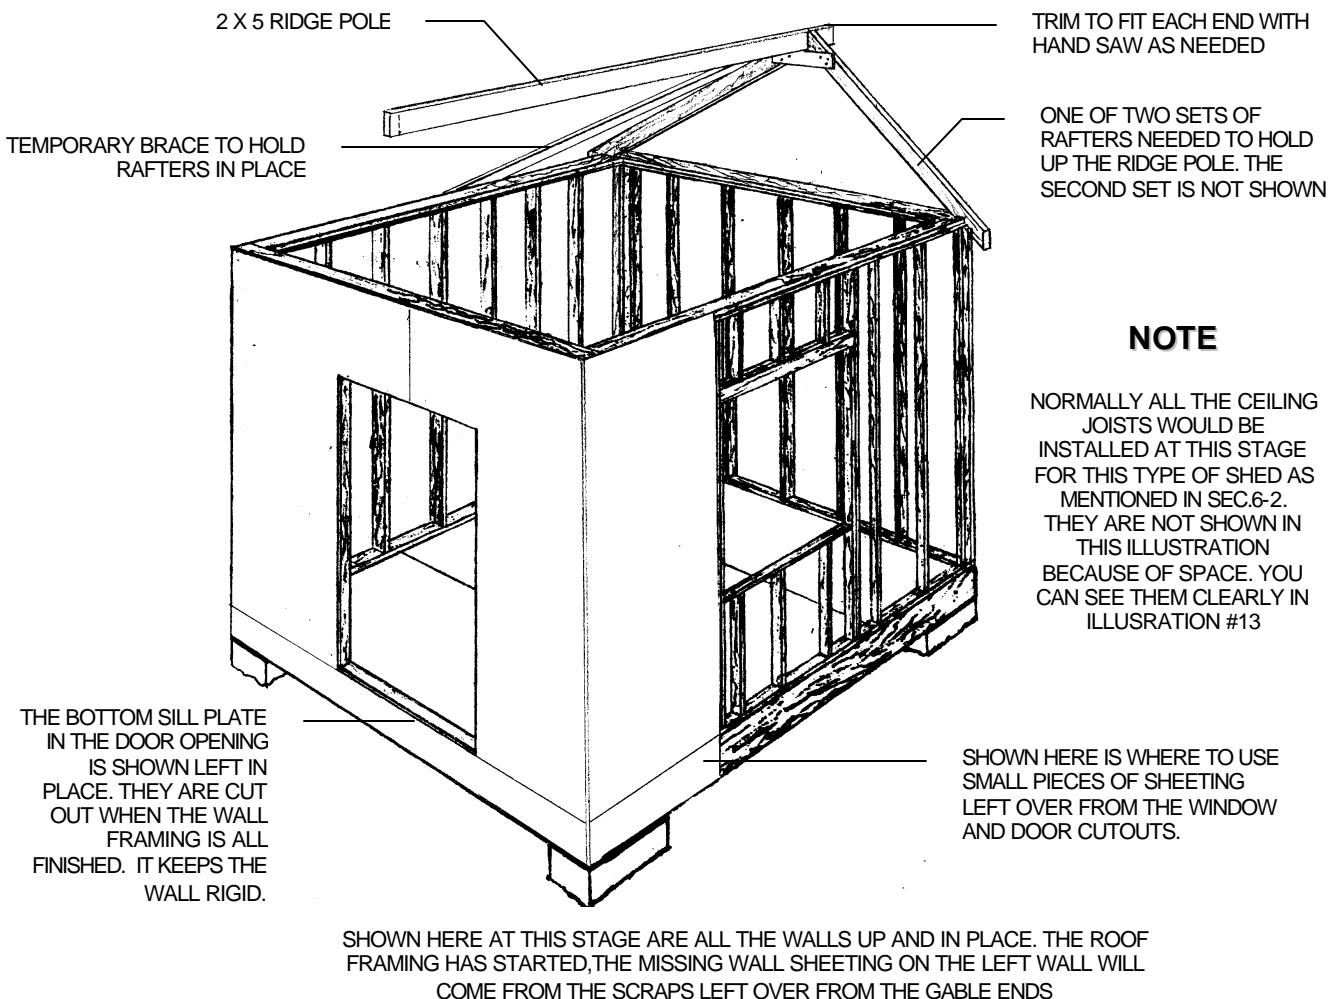 2 X 5 RIDGE POLE
TRIM TO FIT EACH END WITH
HAND SAW AS NEEDED
TEMPORARY BRACE TO HOLD
RAFTERS IN PLACE
ONE OF TWO SETS OF
RAFTERS NEEDED TO HOLD
UP THE RIDGE POLE. THE
SECOND SET IS NOT SHOWN
NOTE
NORMALLY ALL THE CEILING
JOISTS WOULD BE
INSTALLED AT THIS STAGE
FOR THIS TYPE OF SHED AS
MENTIONED IN SEC.6-2.
THEY ARE NOT SHOWN IN
THIS ILLUSTRATION
BECAUSE OF SPACE. YOU
CAN SEE THEM CLEARLY IN
ILLUSRATION #13
THE BOTTOM SILL PLATE
IN THE DOOR OPENING
IS SHOWN LEFT IN
PLACE. THEY ARE CUT
OUT WHEN THE WALL
FRAMING IS ALL
FINISHED. IT KEEPS THE
WALL RIGID.
SHOWN HERE IS WHERE TO USE
SMALL PIECES OF SHEETING
LEFT OVER FROM THE WINDOW
AND DOOR CUTOUTS.
SHOWN HERE AT THIS STAGE ARE ALL THE WALLS UP AND IN PLACE. THE ROOF
FRAMING HAS STARTED,THE MISSING WALL SHEETING ON THE LEFT WALL WILL
COME FROM THE SCRAPS LEFT OVER FROM THE GABLE ENDS